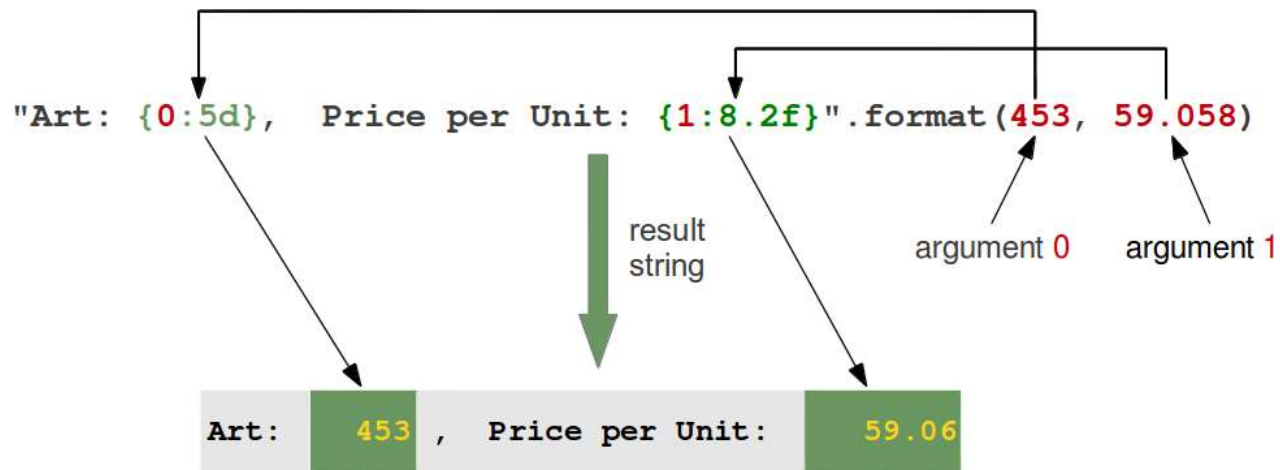 "Art: {0:5d},  Price per Unit: {1:8.2f}".format(453, 59.058)
result
string
argument 0
argument 1
Art:    453 ,  Price per Unit:    59.06